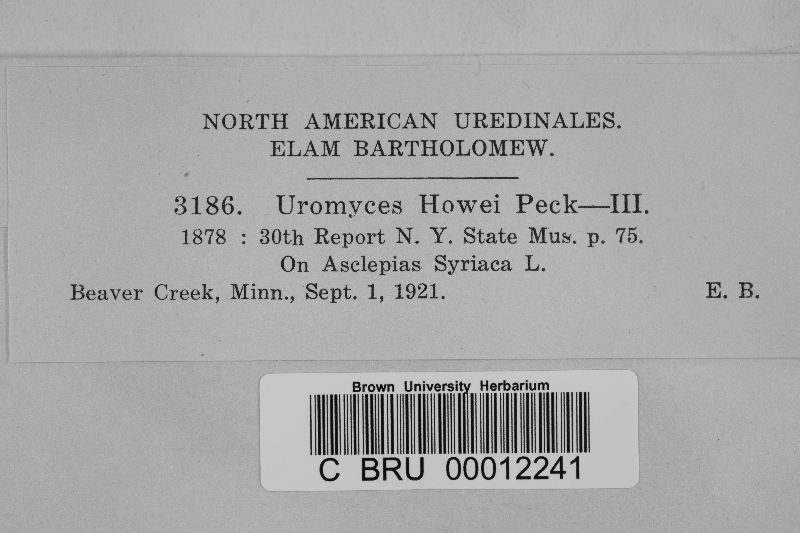 NORTH AMERICAN UREDINALES.
ELAM BARTHOLOMEW.
3186. Uromyces Howei Peck—III.
1878 : 30th Report N. Y. State Mus. p. 75.
On Asclepias Syriaca L.
Beaver Creek, Minn., Sept. 1, 1921. E. B.
Brown University Herbarium
C BRU 00012241